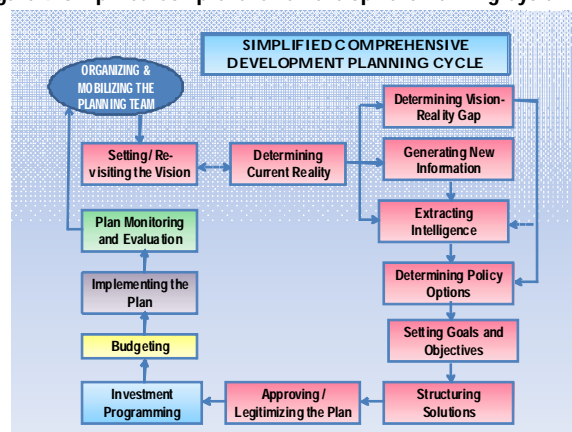 SIMPLIFIED COMPREHENSIVE
DEVELOPMENT PLANNING CYCLE
ORGANIZING &
MOBILIZING THE
PLANNING TEAM
Setting / Re-
visiting the Vision
Determining
Current Reality
Determining Vision-
Reality Gap
Generating New
Information
Extracting
Intelligence
Determining Policy
Options
Setting Goals and
Objectives
Structuring
Solutions
Approving /
Legitimizing the Plan
Investment
Programming
Budgeting
Implementing the
Plan
Plan Monitoring
and Evaluation